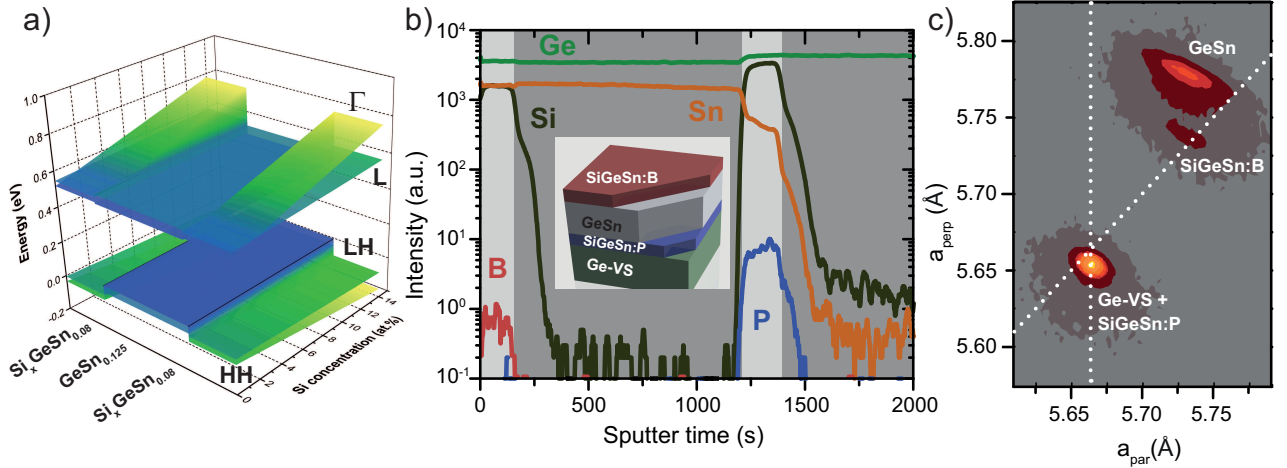 a)
Γ
L
LH
HH
Energy (eV)
1.0
0.8
0.6
0.4
0.2
0.0
-0.2
SiₓGeSn₀.₀₈
GeSn₀.₁₂₅
SiₓGeSn₀.₀₈
Si concentration (at.%)
0
2
4
6
8
10
12
14
b)
Intensity (a.u.)
10⁴
10³
10²
10¹
10⁰
10⁻¹
Ge
Si
Sn
B
P
SiGeSn:B
GeSn
SiGeSn:P
Ge-VS
0 500 1000 1500 2000
Sputter time (s)
c)
a_perp (Å)
5.80
5.75
5.70
5.65
5.60
GeSn
SiGeSn:B
Ge-VS +
SiGeSn:P
5.65 5.70 5.75
a_par(Å)